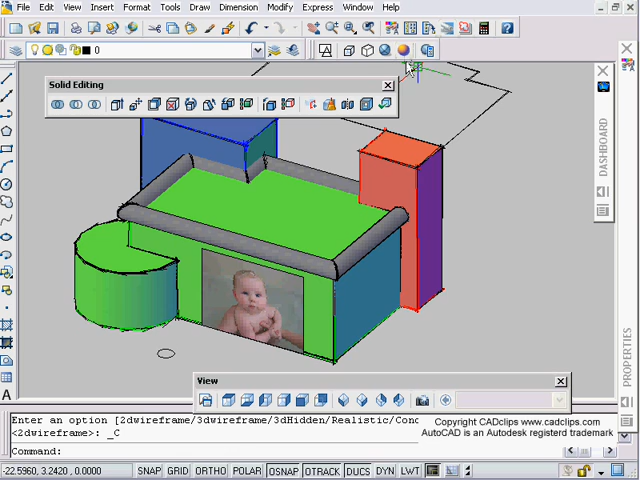 File Edit View Insert Format Tools Draw Dimension Modify Express Window Help
0
Solid Editing
DASHBOARD
PROPERTIES
View
Enter an option [2dwireframe/3dwireframe/3dHidden/Realistic/Conc
<2dwireframe>: _C
Copyright © CADclips www.cadclips.com
AutoCAD is an Autodesk registerd trademark
Command:
-22.5960, 3.2420, 0.0000 SNAP GRID ORTHO POLAR OSNAP OTRACK DUCS DYN LWT